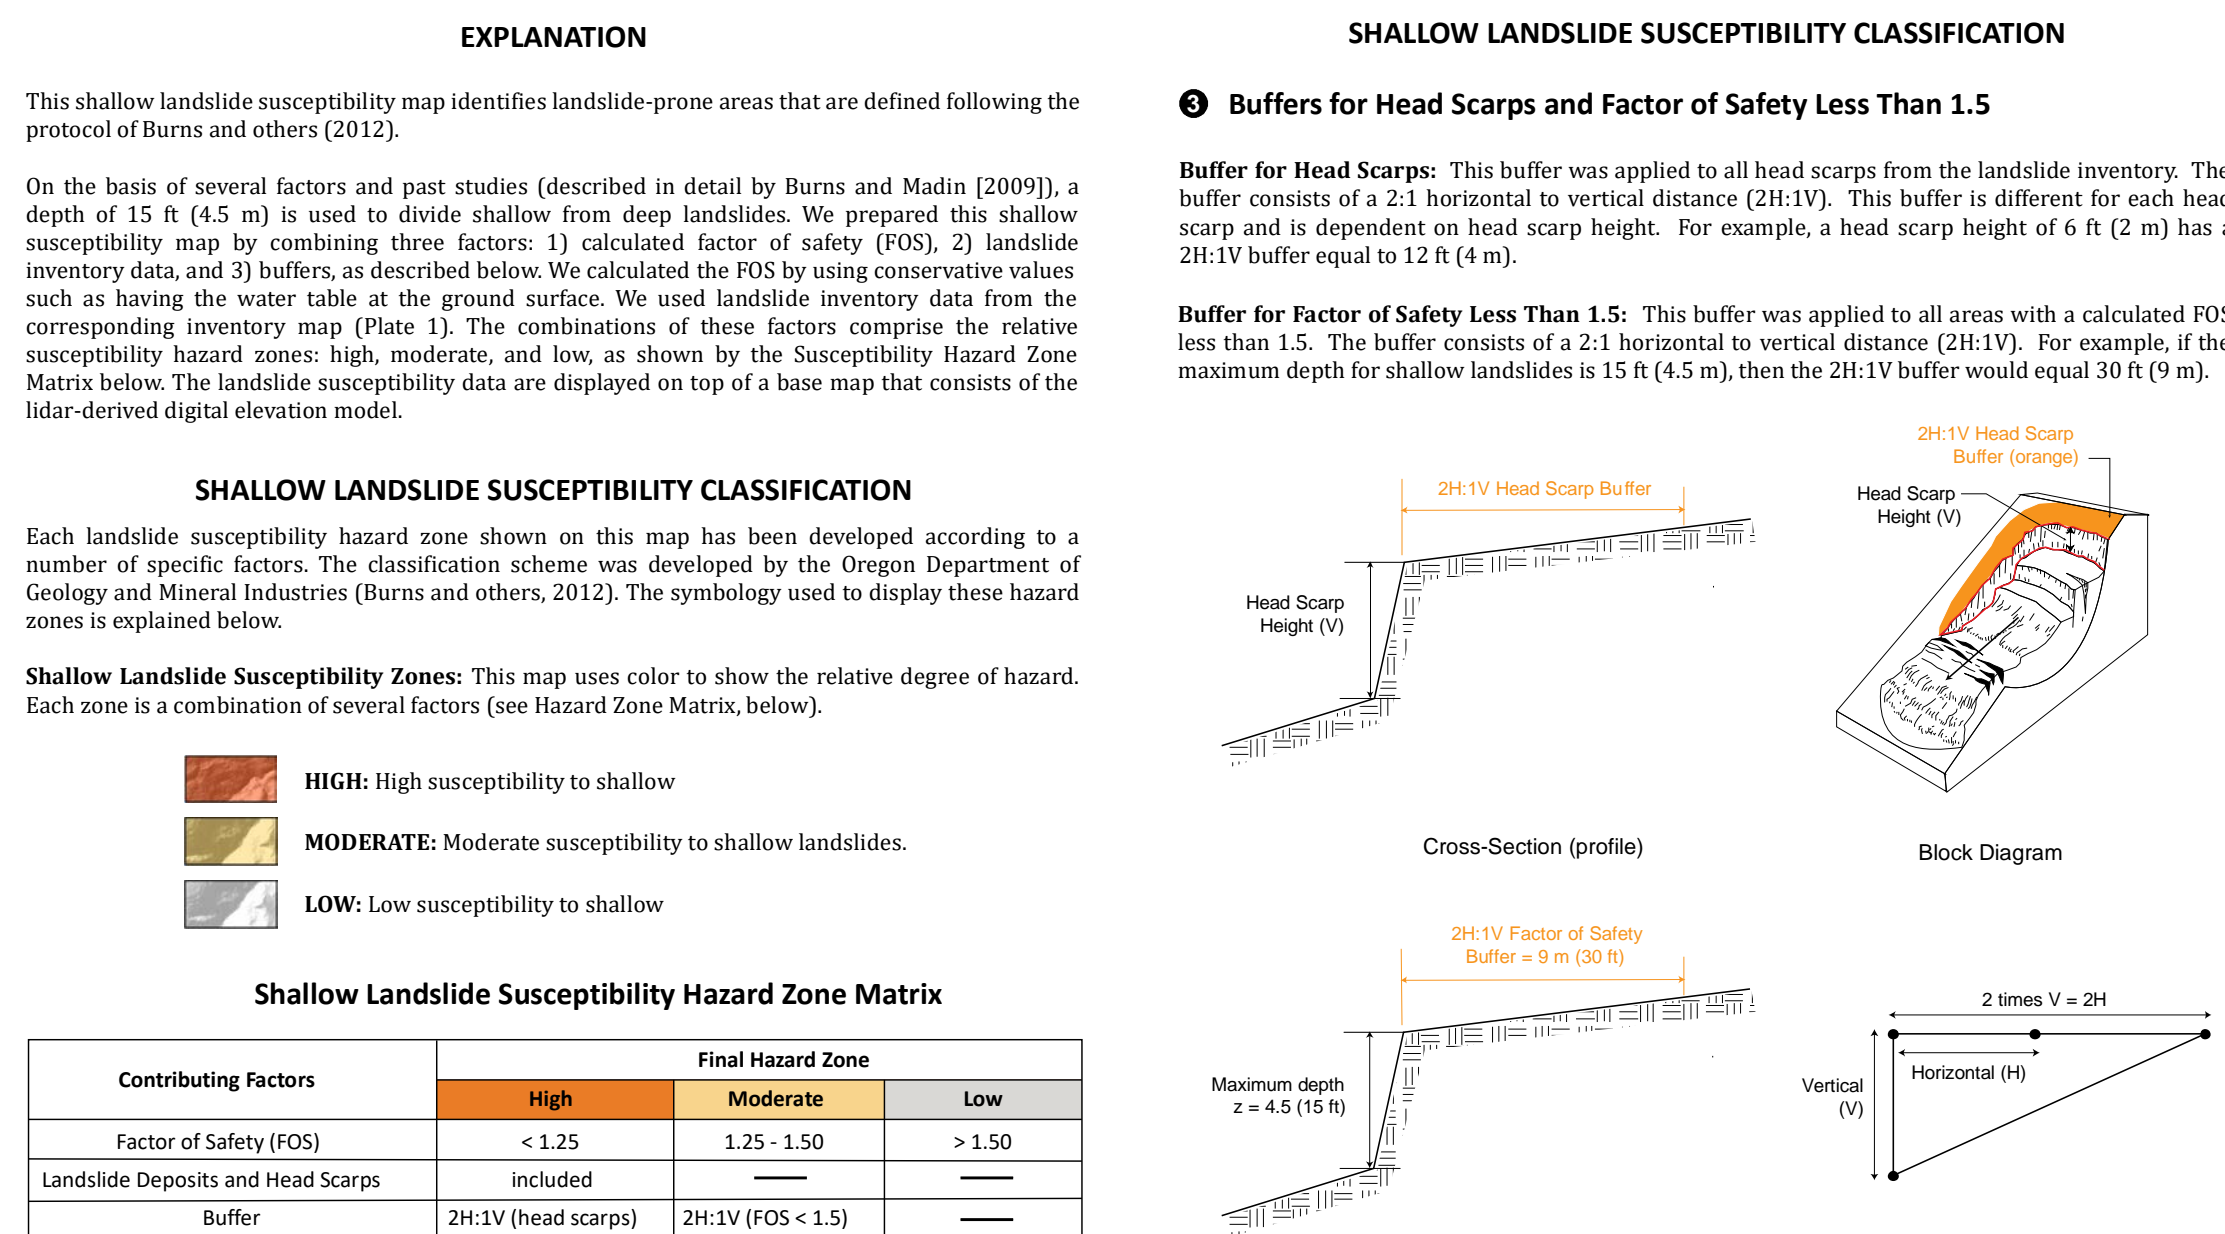 EXPLANATION
This shallow landslide susceptibility map identifies landslide-prone areas that are defined following the
protocol of Burns and others (2012).
On the basis of several factors and past studies (described in detail by Burns and Madin [2009]), a
depth of 15 ft (4.5 m) is used to divide shallow from deep landslides. We prepared this shallow
susceptibility map by combining three factors: 1) calculated factor of safety (FOS), 2) landslide
inventory data, and 3) buffers, as described below. We calculated the FOS by using conservative values
such as having the water table at the ground surface. We used landslide inventory data from the
corresponding inventory map (Plate 1). The combinations of these factors comprise the relative
susceptibility hazard zones: high, moderate, and low, as shown by the Susceptibility Hazard Zone
Matrix below. The landslide susceptibility data are displayed on top of a base map that consists of the
lidar-derived digital elevation model.
SHALLOW LANDSLIDE SUSCEPTIBILITY CLASSIFICATION
Each landslide susceptibility hazard zone shown on this map has been developed according to a
number of specific factors. The classification scheme was developed by the Oregon Department of
Geology and Mineral Industries (Burns and others, 2012). The symbology used to display these hazard
zones is explained below.
Shallow Landslide Susceptibility Zones: This map uses color to show the relative degree of hazard.
Each zone is a combination of several factors (see Hazard Zone Matrix, below).
HIGH: High susceptibility to shallow
MODERATE: Moderate susceptibility to shallow landslides.
LOW: Low susceptibility to shallow
Shallow Landslide Susceptibility Hazard Zone Matrix
Contributing Factors
Final Hazard Zone
High Moderate Low
Factor of Safety (FOS) < 1.25 1.25 - 1.50 > 1.50
Landslide Deposits and Head Scarps included — —
Buffer 2H:1V (head scarps) 2H:1V (FOS < 1.5) —
SHALLOW LANDSLIDE SUSCEPTIBILITY CLASSIFICATION
3 Buffers for Head Scarps and Factor of Safety Less Than 1.5
Buffer for Head Scarps: This buffer was applied to all head scarps from the landslide inventory. The
buffer consists of a 2:1 horizontal to vertical distance (2H:1V). This buffer is different for each head
scarp and is dependent on head scarp height. For example, a head scarp height of 6 ft (2 m) has a
2H:1V buffer equal to 12 ft (4 m).
Buffer for Factor of Safety Less Than 1.5: This buffer was applied to all areas with a calculated FOS
less than 1.5. The buffer consists of a 2:1 horizontal to vertical distance (2H:1V). For example, if the
maximum depth for shallow landslides is 15 ft (4.5 m), then the 2H:1V buffer would equal 30 ft (9 m).
2H:1V Head Scarp Buffer
Head Scarp
Height (V)
Cross-Section (profile)
2H:1V Head Scarp
Buffer (orange)
Head Scarp
Height (V)
Block Diagram
2H:1V Factor of Safety
Buffer = 9 m (30 ft)
Maximum depth
z = 4.5 (15 ft)
2 times V = 2H
Horizontal (H)
Vertical
(V)